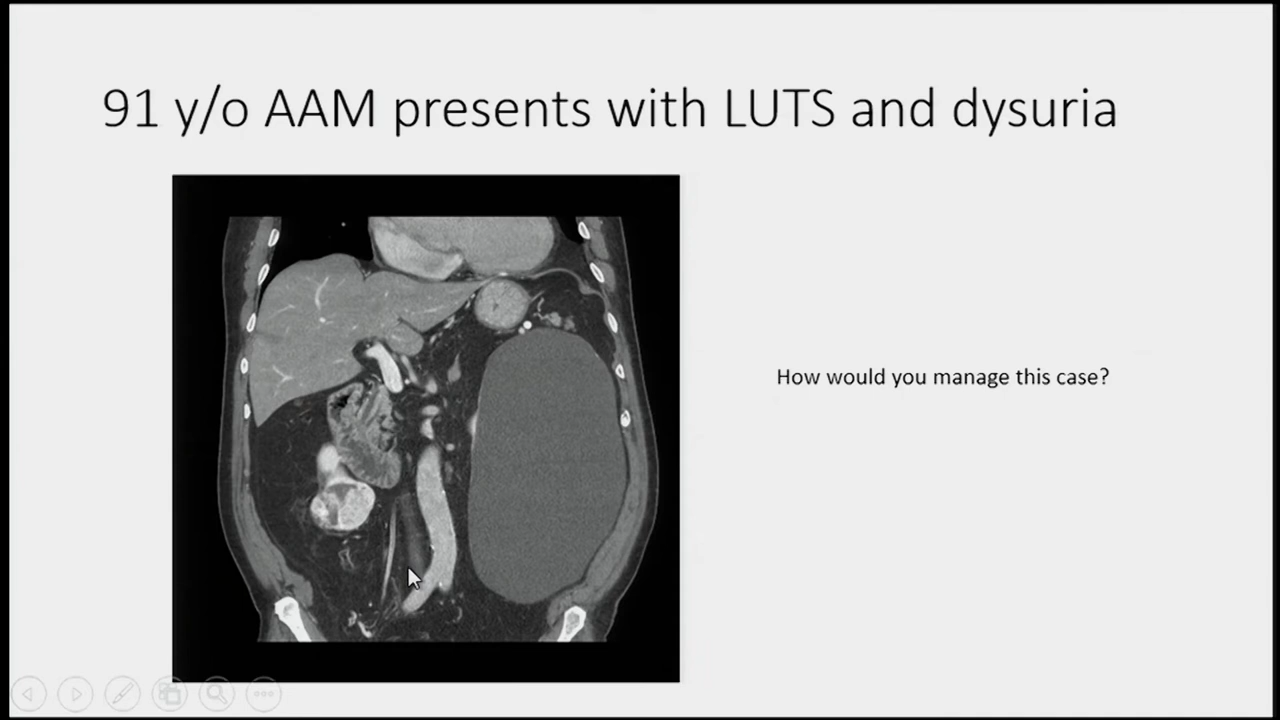 91 y/o AAM presents with LUTS and dysuria
How would you manage this case?